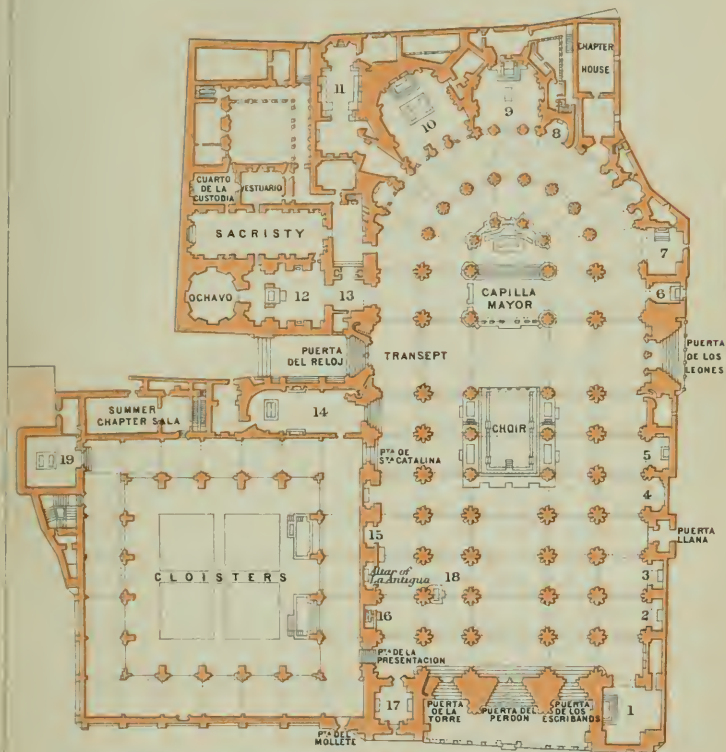 CHAPTER
HOUSE
11
10
9
8
CUARTO
DE LA
CUSTODIA
VESTUARIO
SACRISTY
7
6
OCHAVO
12
13
CAPILLA
MAYOR
PUERTA
DEL RELOJ
TRANSEPT
PUERTA
DE LOS
LEONES
SUMMER
CHAPTER SALA
14
CHOIR
19
PTA DE
STA CATALINA
5
4
PUERTA
LLANA
15
CLOISTERS
Altar of
La Antigua
18
3
16
2
PTA DE LA
PRESENTACION
17
PUERTA
DE LA
TORRE
PUERTA DEL
PERDON
PUERTA
DE LOS
ESCRIBANOS
1
PTA DEL
MOLLETE